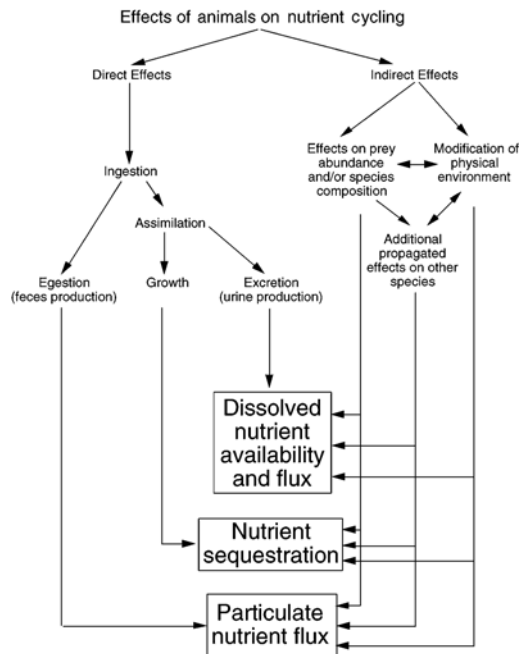 Effects of animals on nutrient cycling
Direct Effects
Indirect Effects
Effects on prey
abundance
and/or species
composition
Modification of
physical
environment
Ingestion
Assimilation
Additional
propagated
effects on other
species
Egestion
(feces production)
Growth
Excretion
(urine production)
Dissolved
nutrient
availability
and flux
Nutrient
sequestration
Particulate
nutrient flux